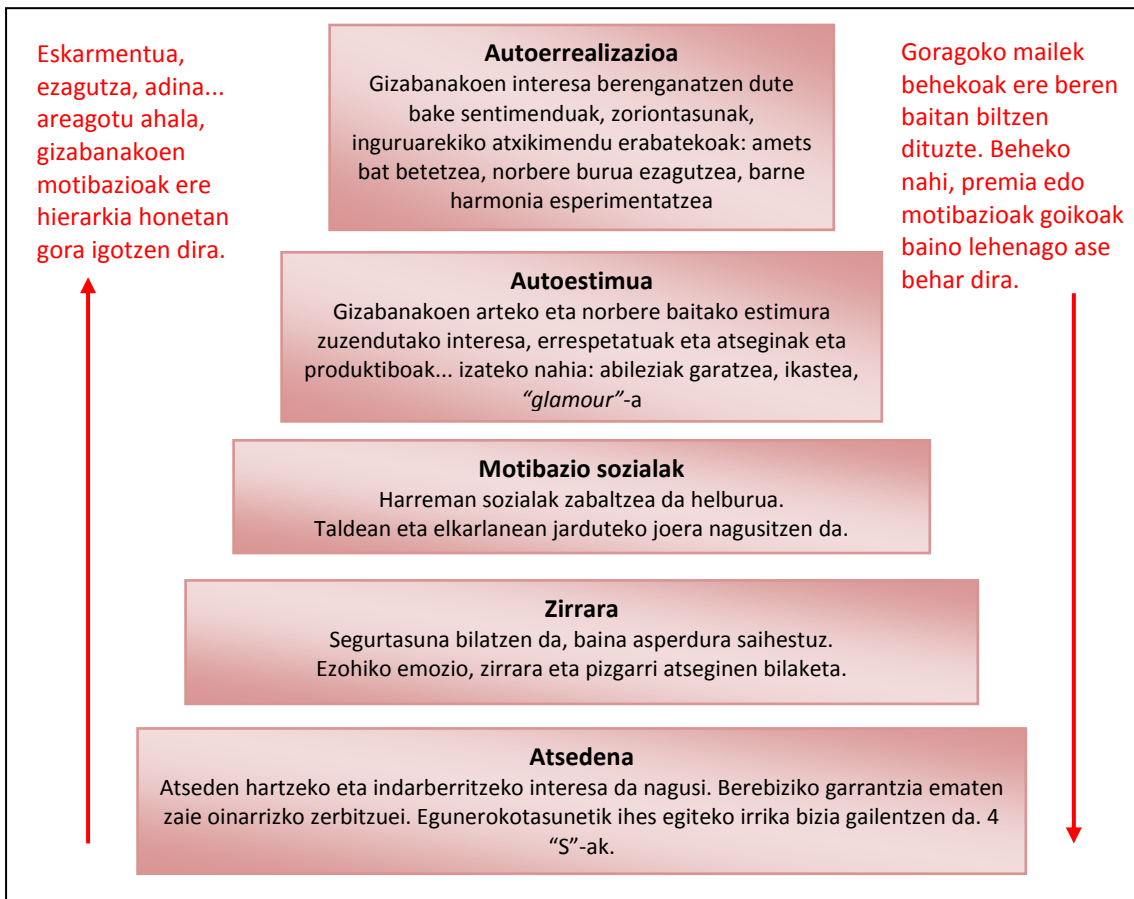 Eskarmentua,
ezagutza, adina...
areagotu ahala,
gizabanakoen
motibazioak ere
hierarkia honetan
gora igotzen dira.
Autoerrealizazioa
Gizabanakoen interesa berenganatzen dute
bake sentimenduak, zoriontasunak,
inguruarekiko atxikimendu erabatekoak: amets
bat betetzea, norbere burua ezagutzea, barne
harmonia esperimentatzea
Goragoko mailek
behekoak ere beren
baitan biltzen
dituzte. Beheko
nahi, premia edo
motibazioak goikoak
baino lehenago ase
behar dira.
Autoestimua
Gizabanakoen arteko eta norbere baitako estimura
zuzendutako interesa, errespetatuak eta atseginak eta
produktiboak... izateko nahia: abileziak garatzea, ikastea,
“glamour”-a
Motibazio sozialak
Harreman sozialak zabaltzea da helburua.
Taldean eta elkarlanean jarduteko joera nagusitzen da.
Zirrara
Segurtasuna bilatzen da, baina asperdura saihestuz.
Ezohiko emozio, zirrara eta pizgarri atseginen bilaketa.
Atsedena
Atseden hartzeko eta indarberritzeko interesa da nagusi. Berebiziko garrantzia ematen
zaie oinarrizko zerbitzuei. Egunerokotasunetik ihes egiteko irrika bizia gailentzen da. 4
“S”-ak.